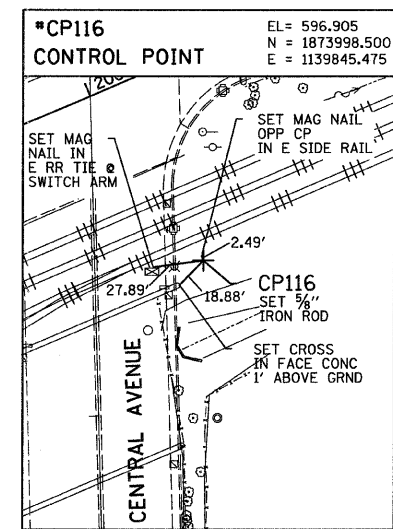 #CP116
CONTROL POINT
EL= 596.905
N = 1873998.500
E = 1139845.475
SET MAG
NAIL IN
E RR TIE @
SWITCH ARM
SET MAG NAIL
OPP CP
IN E SIDE RAIL
2.49'
27.89'
18.88'
CP116
SET 5/8"
IRON ROD
SET CROSS
IN FACE CONC
1' ABOVE GRND
CENTRAL AVENUE